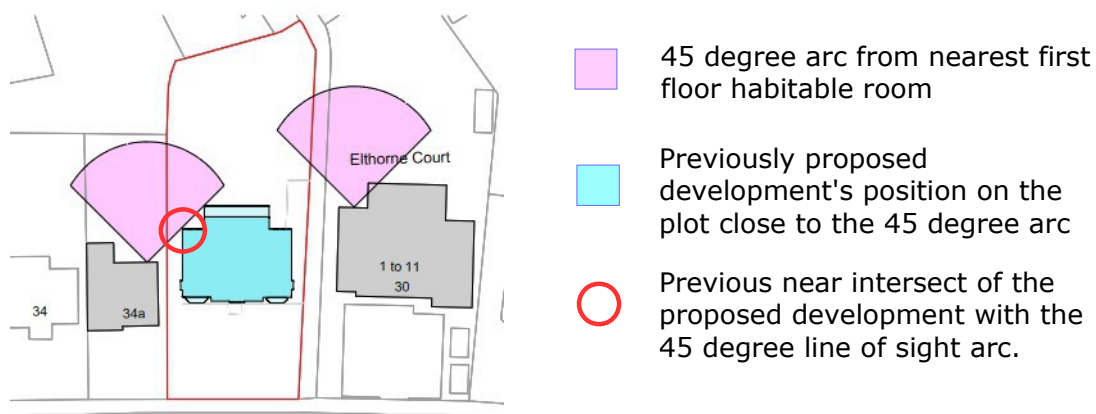 Elthorne Court
1 to 11
30
34
34a
45 degree arc from nearest first
floor habitable room
Previously proposed
development's position on the
plot close to the 45 degree arc
Previous near intersect of the
proposed development with the
45 degree line of sight arc.